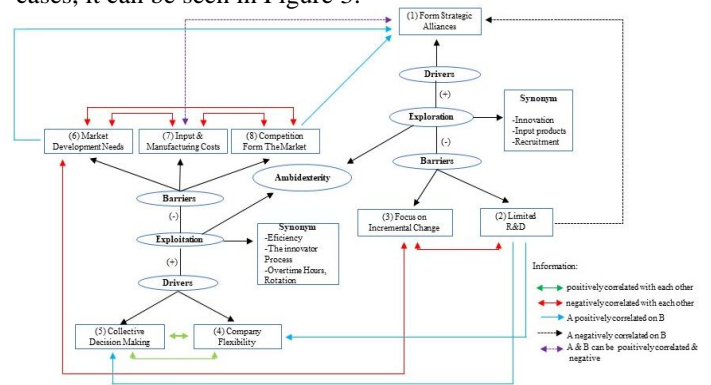 cases, it can be seen in Figure 3.
(1) Form Strategic
Alliances
Drivers
(+)
Exploration
(-)
Barriers
Synonym
-Innovation
-Input products
-Recruitment
(6) Market
Development Needs
(7) Input &
Manufacturing Costs
(8) Competition
Form The Market
Ambidexterity
Barriers
(-)
Exploitation
(+)
Drivers
Synonym
-Eficiency
-The innovator
Process
-Overtime Hours,
Rotation
(3) Focus on
Incremental Change
(2) Limited
R&D
(5) Collective
Decision Making
(4) Company
Flexibility
Information:
positively correlated with each other
negatively correlated with each other
A positively correlated on B
A negatively correlated on B
A & B can be positively correlated &
negative